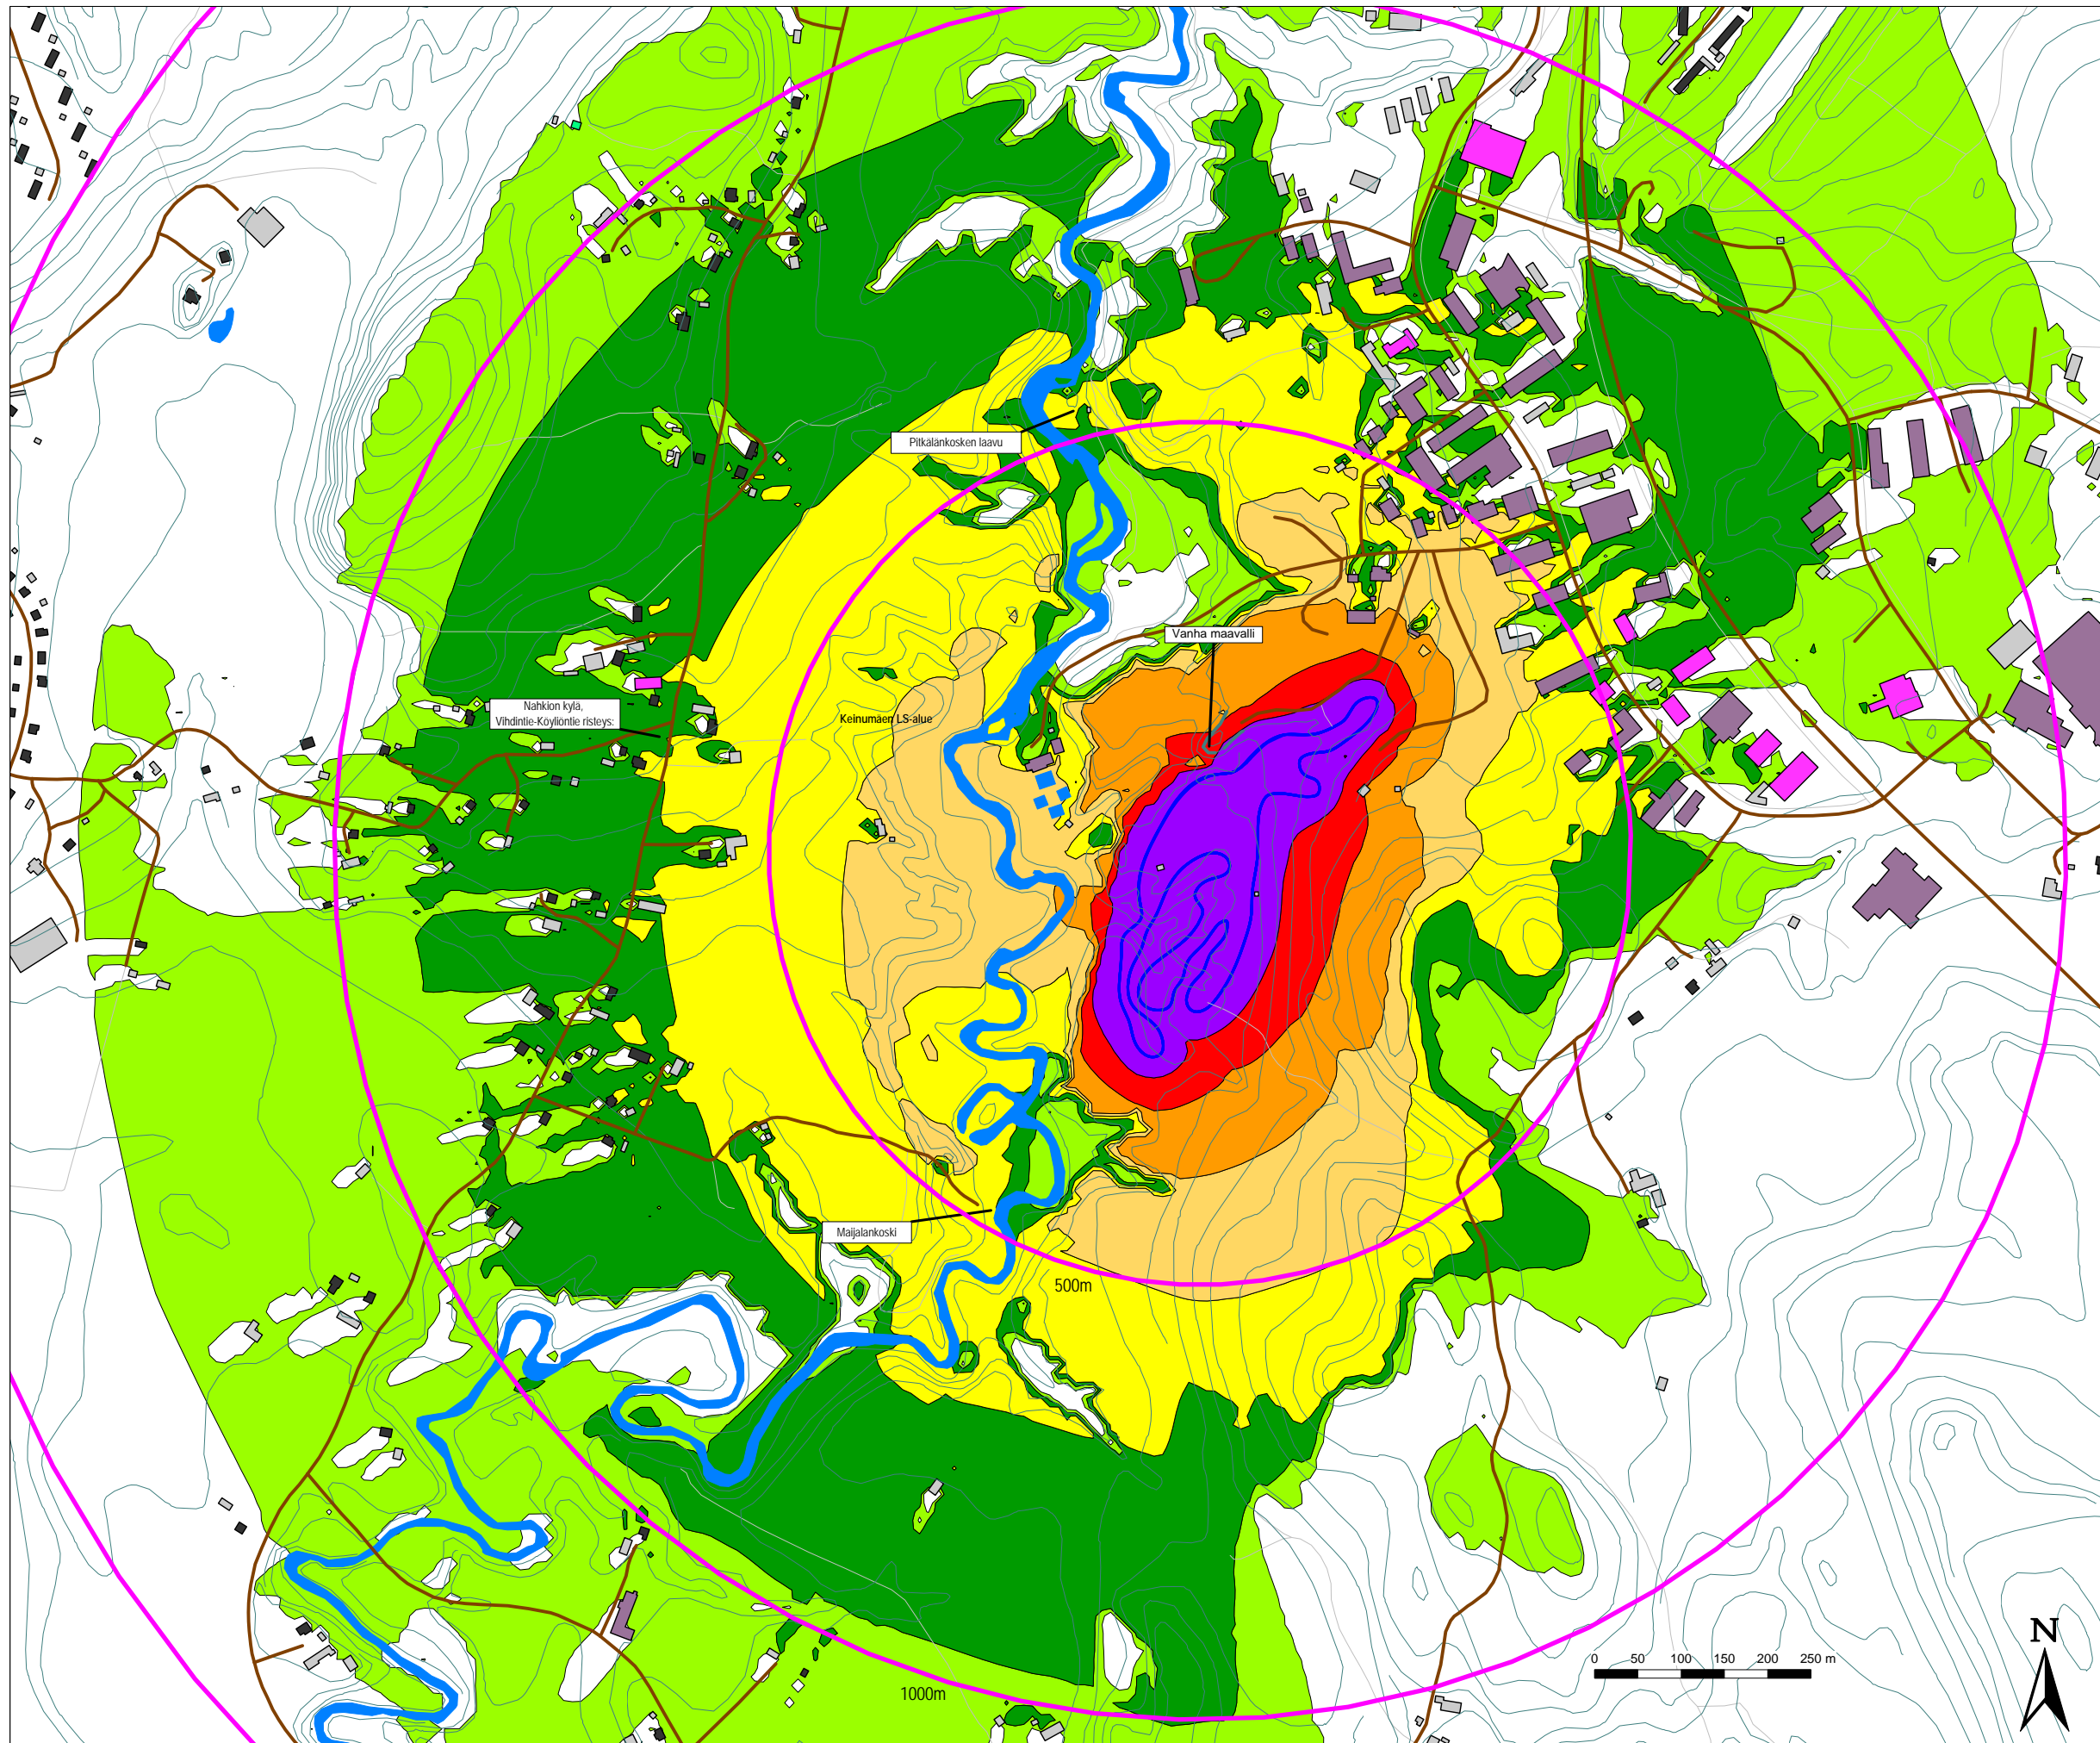 Pitkälänkosken laavu
Vanha maavalli
Nahkion kylä,
Vihdintie-Köyliöntie risteys:
Keinumäen LS-alue
Maijalankoski
500m
1000m
0 50 100 150 200 250 m
N